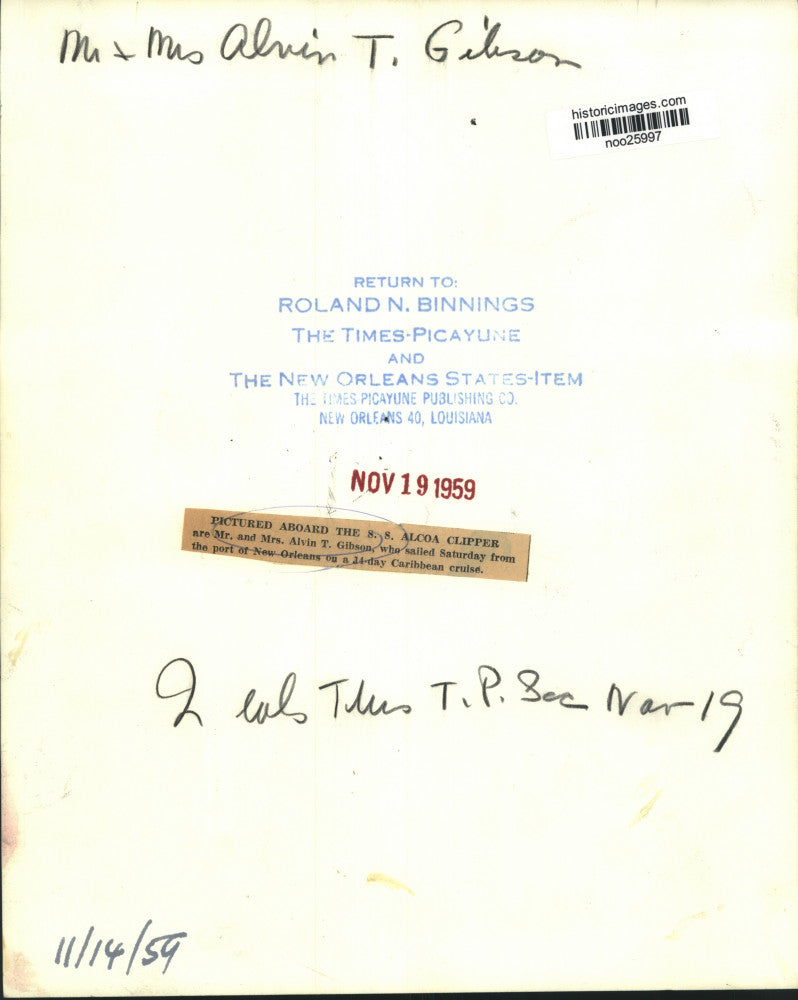 Mr + Mrs Alvin T. Gibson
historicimages.com
noo25997
RETURN TO:
ROLAND N. BINNINGS
THE TIMES-PICAYUNE
AND
THE NEW ORLEANS STATES-ITEM
THE TIMES PICAYUNE PUBLISHING CO.
NEW ORLEANS 40, LOUISIANA
NOV 19 1959
PICTURED ABOARD THE S. S. ALCOA CLIPPER
are Mr. and Mrs. Alvin T. Gibson, who sailed Saturday from
the port of New Orleans on a 14-day Caribbean cruise.
2 cols Thurs T.P. Sec Nov 19
11/14/59